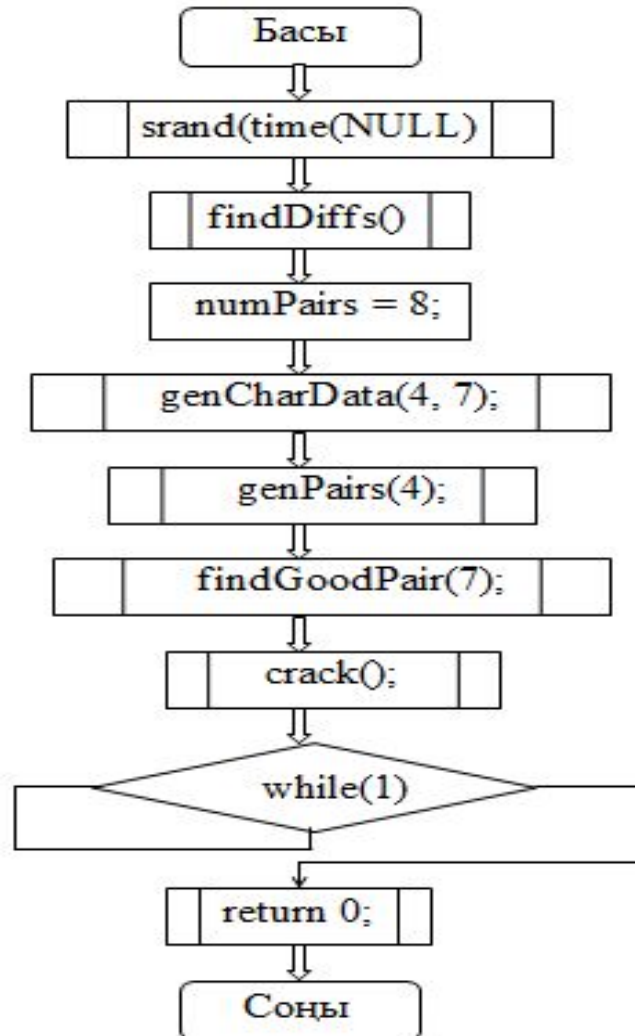 Басы
srand(time(NULL)
findDiffs()
numPairs = 8;
genCharData(4, 7);
genPairs(4);
findGoodPair(7);
crack();
while(1)
return 0;
Соңы